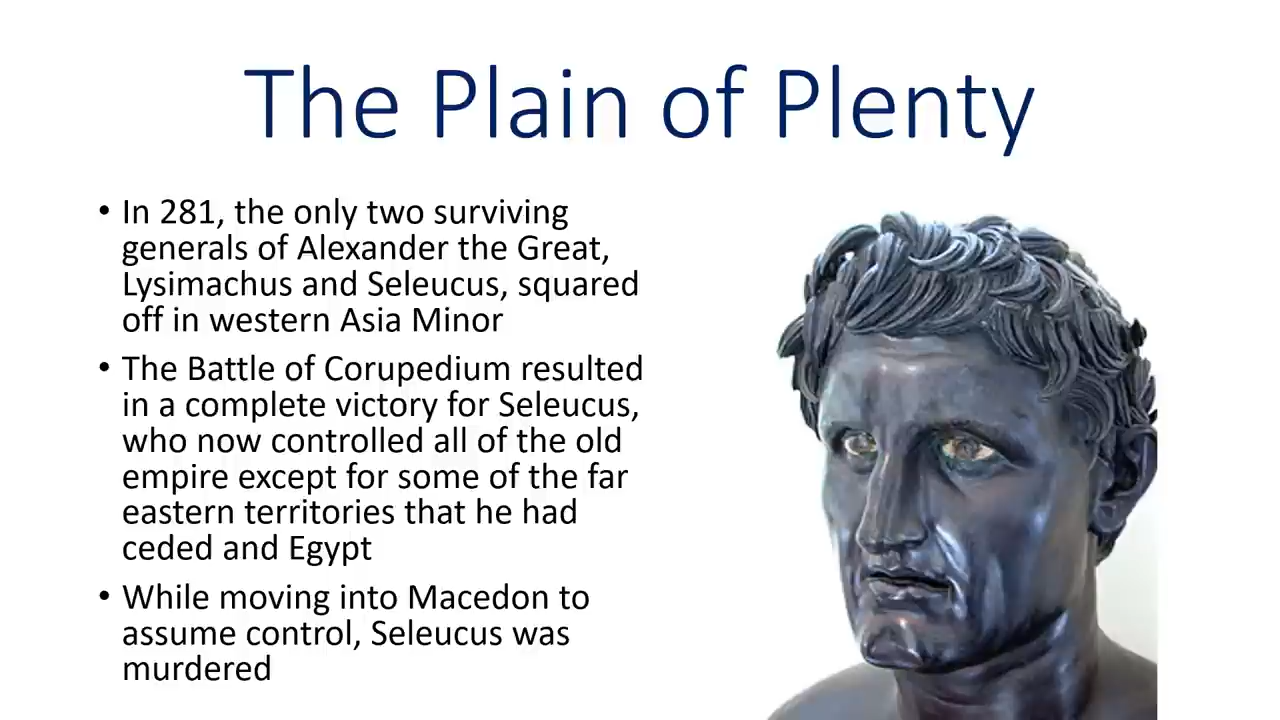 The Plain of Plenty
• In 281, the only two surviving
generals of Alexander the Great,
Lysimachus and Seleucus, squared
off in western Asia Minor
• The Battle of Corupedium resulted
in a complete victory for Seleucus,
who now controlled all of the old
empire except for some of the far
eastern territories that he had
ceded and Egypt
• While moving into Macedon to
assume control, Seleucus was
murdered